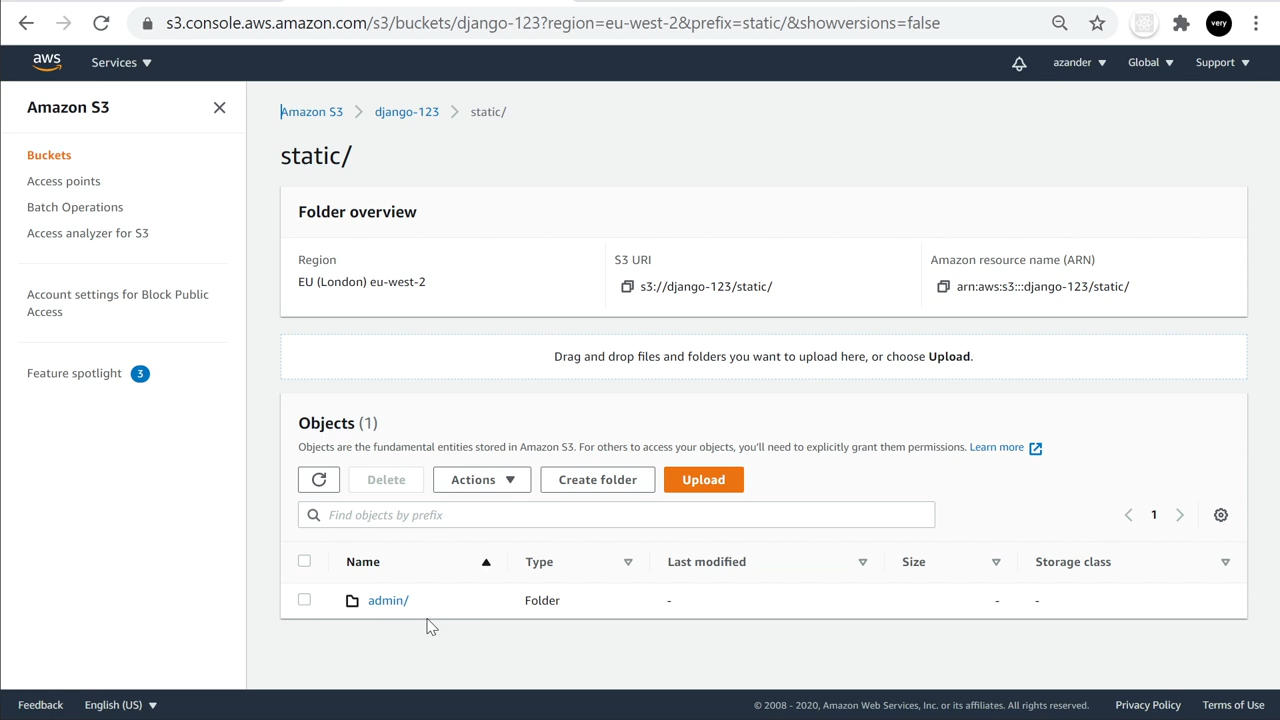 s3.console.aws.amazon.com/s3/buckets/django-123?region=eu-west-2&prefix=static/&showversions=false
very
aws Services azander Global Support
Amazon S3
Buckets
Access points
Batch Operations
Access analyzer for S3
Account settings for Block Public
Access
Feature spotlight 3
Amazon S3 django-123 static/
static/
Folder overview
Region S3 URI Amazon resource name (ARN)
EU (London) eu-west-2 s3://django-123/static/ arn:aws:s3:::django-123/static/
Drag and drop files and folders you want to upload here, or choose Upload.
Objects (1)
Objects are the fundamental entities stored in Amazon S3. For others to access your objects, you'll need to explicitly grant them permissions. Learn more
Delete Actions Create folder Upload
Find objects by prefix 1
Name Type Last modified Size Storage class
admin/ Folder - - -
Feedback English (US) © 2008 - 2020, Amazon Web Services, Inc. or its affiliates. All rights reserved. Privacy Policy Terms of Use